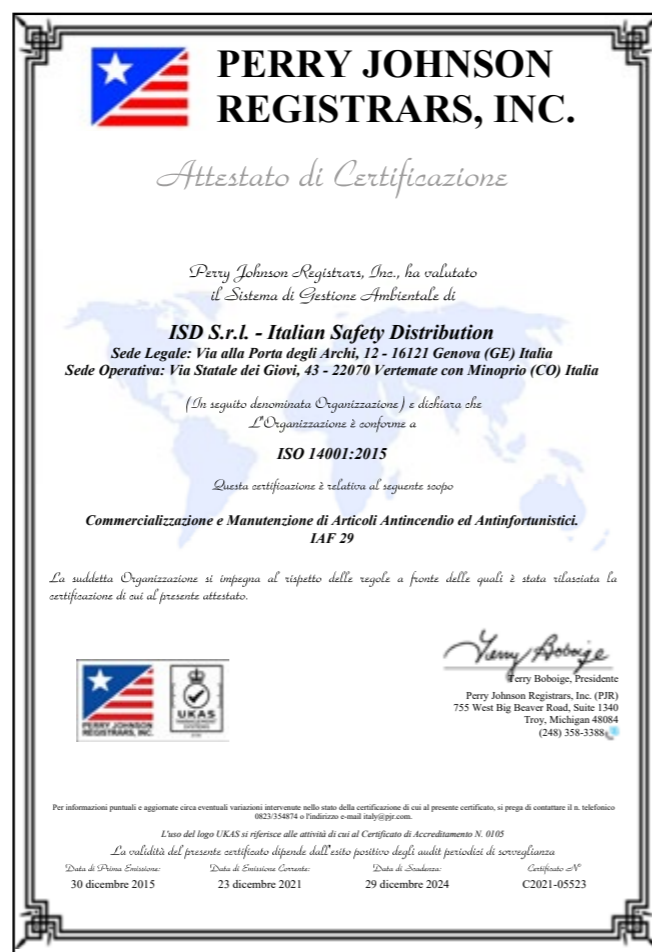 PERRY JOHNSON
REGISTRARS, INC.
Attestato di Certificazione
Perry Johnson Registrars, Inc., ha valutato
il Sistema di Gestione Ambientale di
ISD S.r.l. - Italian Safety Distribution
Sede Legale: Via alla Porta degli Archi, 12 - 16121 Genova (GE) Italia
Sede Operativa: Via Statale dei Giovi, 43 - 22070 Vertemate con Minoprio (CO) Italia
(In seguito denominata Organizzazione) e dichiara che
L'Organizzazione è conforme a
ISO 14001:2015
Questa certificazione è relativa al seguente scopo
Commercializzazione e Manutenzione di Articoli Antincendio ed Antinfortunistici.
IAF 29
La suddetta Organizzazione si impegna al rispetto delle regole a fronte delle quali è stata rilasciata la
certificazione di cui al presente attestato.
Terry Boboige
Terry Boboige, Presidente
Perry Johnson Registrars, Inc. (PJR)
755 West Big Beaver Road, Suite 1340
Troy, Michigan 48084
(248) 358-3388
PERRY JOHNSON
REGISTRARS, INC.
UKAS
MANAGEMENT
SYSTEMS
Per informazioni puntuali e aggiornate circa eventuali variazioni intervenute nello stato della certificazione di cui al presente certificato, si prega di contattare il n. telefonico
0823/354874 o l'indirizzo e-mail italy@pjr.com.
L'uso del logo UKAS si riferisce alle attività di cui al Certificato di Accreditamento N. 0105
La validità del presente certificato dipende dall'esito positivo degli audit periodici di sorveglianza
Data di Prima Emissione: Data di Emissione Corrente: Data di Scadenza: Certificato Nº
30 dicembre 2015 23 dicembre 2021 29 dicembre 2024 C2021-05523